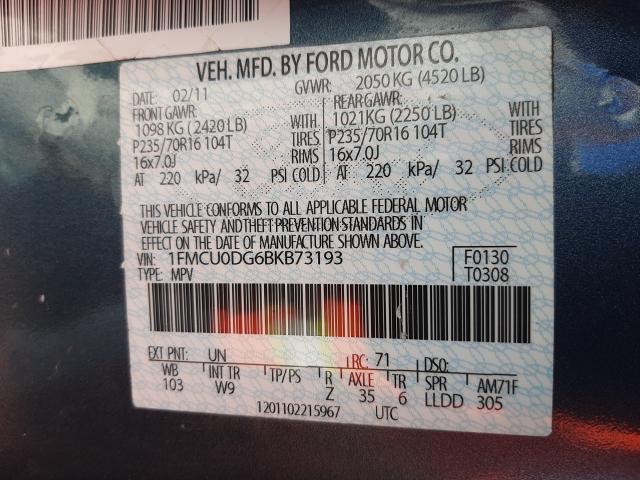 VEH. MFD. BY FORD MOTOR CO.
DATE: 02/11 GVWR: 2050 KG (4520 LB)
FRONT GAWR: REAR GAWR:
1098 KG (2420 LB) WITH 1021KG (2250 LB) WITH
P235/70R16 104T TIRES P235/70R16 104T TIRES
16x7.0J RIMS 16x7.0J RIMS
AT 220 kPa/ 32 PSI COLD AT 220 kPa/ 32 PSI COLD
THIS VEHICLE CONFORMS TO ALL APPLICABLE FEDERAL MOTOR
VEHICLE SAFETY AND THEFT PREVENTION STANDARDS IN
EFFECT ON THE DATE OF MANUFACTURE SHOWN ABOVE.
VIN: 1FMCU0DG6BKB73193 F0130
TYPE: MPV T0308
EXT PNT: UN RC: 71 DSO:
WB INT TR TP/PS R AXLE TR SPR AM71F
103 W9 Z 35 6 LLDD 305
1201102215967 UTC